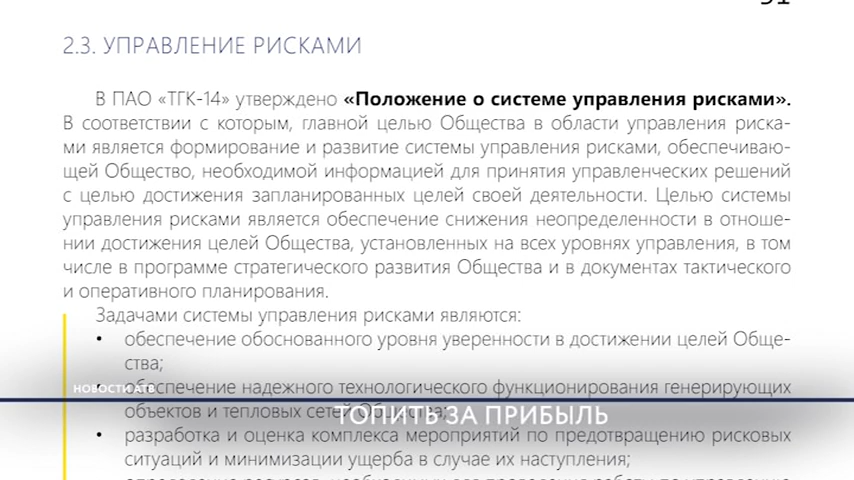 2.3. УПРАВЛЕНИЕ РИСКАМИ
В ПАО «ТГК-14» утверждено «Положение о системе управления рисками».
В соответствии с которым, главной целью Общества в области управления риска-
ми является формирование и развитие системы управления рисками, обеспечиваю-
щей Общество, необходимой информацией для принятия управленческих решений
с целью достижения запланированных целей своей деятельности. Целью системы
управления рисками является обеспечение снижения неопределенности в отноше-
нии достижения целей Общества, установленных на всех уровнях управления, в том
числе в программе стратегического развития Общества и в документах тактического
и оперативного планирования.
Задачами системы управления рисками являются:
• обеспечение обоснованного уровня уверенности в достижении целей Обще-
ства;
НОВОСТИ АТВ
• обеспечение надежного технологического функционирования генерирующих
объектов и тепловых сетей Общества;
ТОПИТЬ ЗА ПРИБЫЛЬ
• разработка и оценка комплекса мероприятий по предотвращению рисковых
ситуаций и минимизации ущерба в случае их наступления;